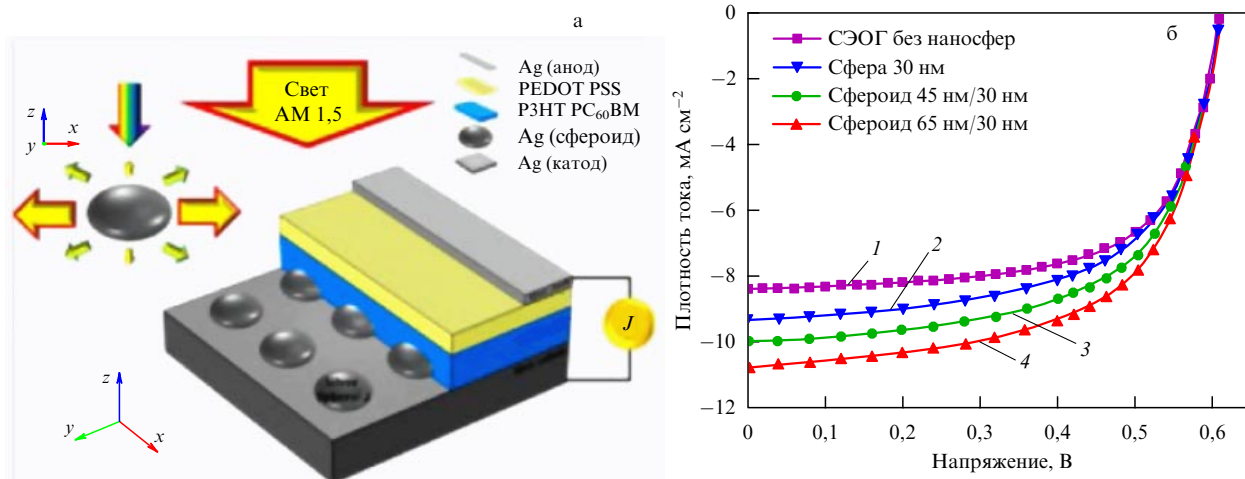 а
Свет
АМ 1,5
Ag (анод)
PEDOT PSS
P3HT PC₆₀BM
Ag (сфероид)
Ag (катод)
z
y
x
J
z
y
x
б
СЭОГ без наносфер
Сфера 30 нм
Сфероид 45 нм/30 нм
Сфероид 65 нм/30 нм
1
2
3
4
Плотность тока, мА см⁻²
0
−2
−4
−6
−8
−10
−12
0
0,1
0,2
0,3
0,4
0,5
0,6
Напряжение, В